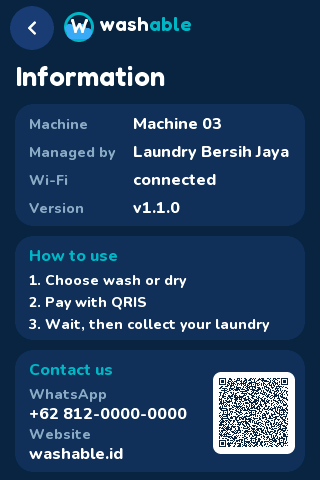 washable
Information
Machine Machine 03
Managed by Laundry Bersih Jaya
Wi-Fi connected
Version v1.1.0
How to use
1. Choose wash or dry
2. Pay with QRIS
3. Wait, then collect your laundry
Contact us
WhatsApp
+62 812-0000-0000
Website
washable.id